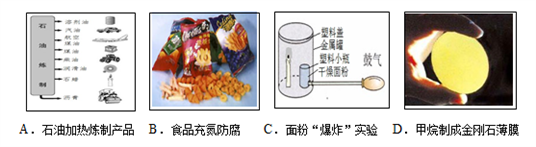 石油炼制
溶剂油
汽油
航空
煤油
柴油
润滑油
石蜡
沥青
塑料盖
金属罐
鼓气
塑料小瓶
干燥面粉
A．石油加热炼制产品 B．食品充氮防腐 C．面粉“爆炸”实验 D．甲烷制成金刚石薄膜